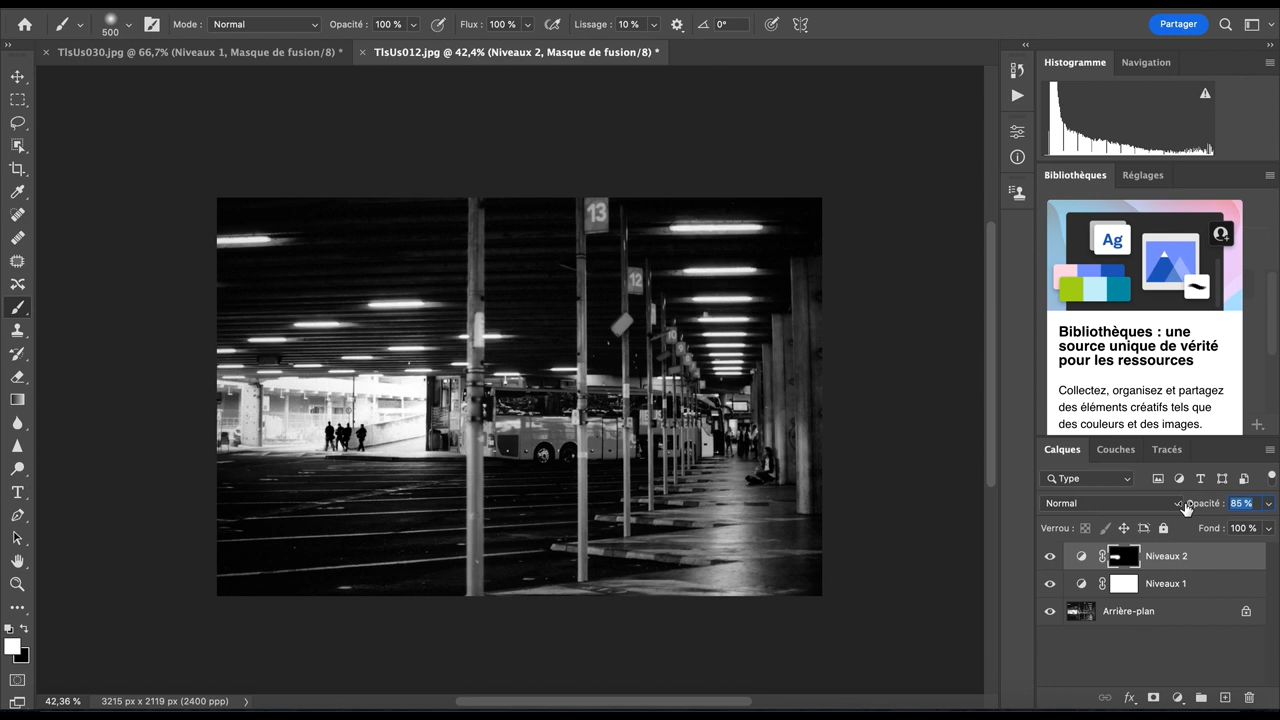 500
Mode :
Normal
Opacité :
100 %
Flux :
100 %
Lissage :
10 %
0°
Partager
TlsUs030.jpg @ 66,7% (Niveaux 1, Masque de fusion/8) *
TlsUs012.jpg @ 42,4% (Niveaux 2, Masque de fusion/8) *
Histogramme
Navigation
13
12
Bibliothèques
Réglages
Ag
Bibliothèques : une
source unique de vérité
pour les ressources
Collectez, organisez et partagez
des éléments créatifs tels que
des couleurs et des images.
Calques
Couches
Tracés
Type
Normal
pacité :
85 %
Verrou :
Fond :
100 %
Niveaux 2
Niveaux 1
Arrière-plan
fx
42,36 %
3215 px x 2119 px (2400 ppp)